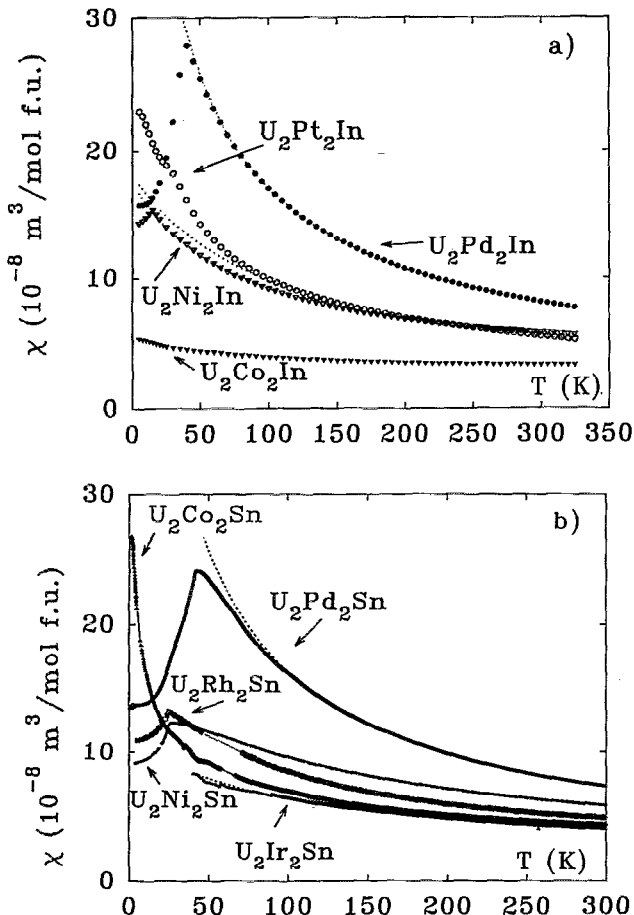 30
a)
20
10
0
χ (10⁻⁸ m³/mol f.u.)
U₂Pt₂In
U₂Pd₂In
U₂Ni₂In
U₂Co₂In
T (K)
0 50 100 150 200 250 300 350
30
b)
20
10
0
χ (10⁻⁸ m³/mol f.u.)
U₂Co₂Sn
U₂Pd₂Sn
U₂Rh₂Sn
U₂Ni₂Sn
U₂Ir₂Sn
T (K)
0 50 100 150 200 250 300